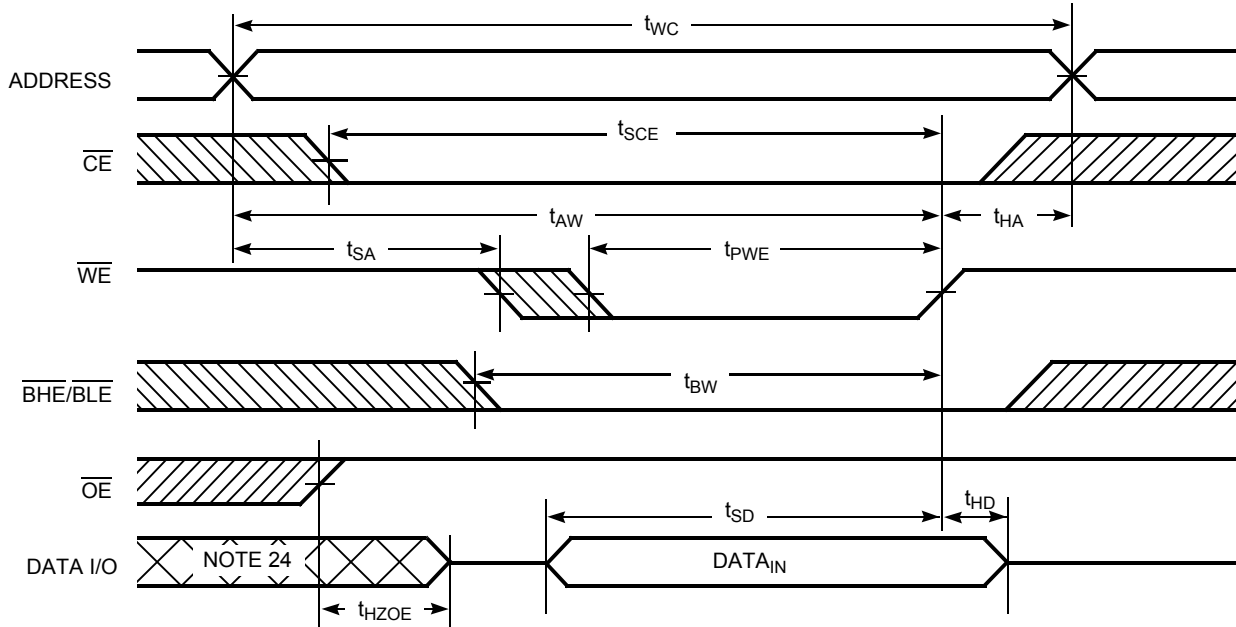 tWC
ADDRESS
tSCE
CE
tAW
tHA
tSA
tPWE
WE
tBW
BHE/BLE
OE
tSD
tHD
DATA I/O
NOTE 24
DATAIN
tHZOE